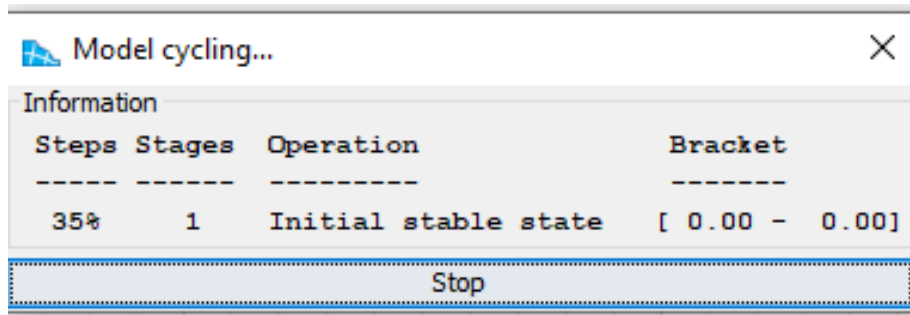 Model cycling...
Information
Steps Stages Operation Bracket
----- ------ --------- -------
35% 1 Initial stable state [ 0.00 - 0.00]
Stop